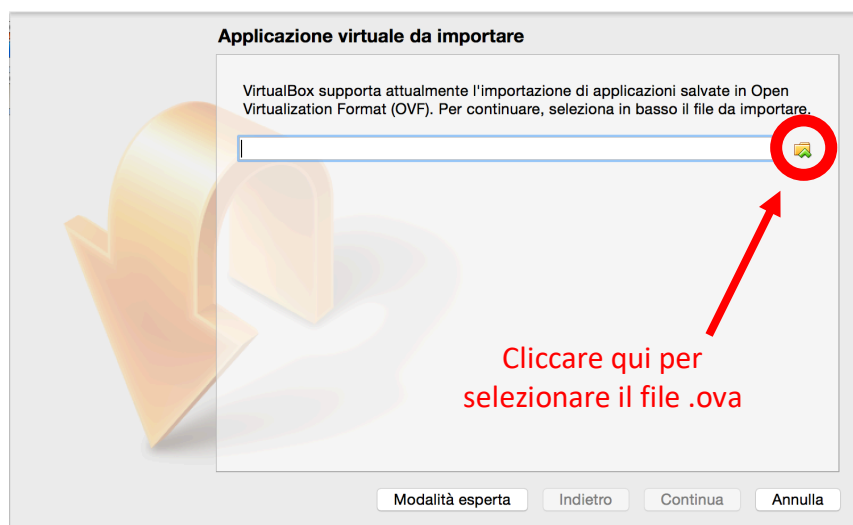 Applicazione virtuale da importare
VirtualBox supporta attualmente l'importazione di applicazioni salvate in Open
Virtualization Format (OVF). Per continuare, seleziona in basso il file da importare.
Cliccare qui per
selezionare il file .ova
Modalità esperta Indietro Continua Annulla